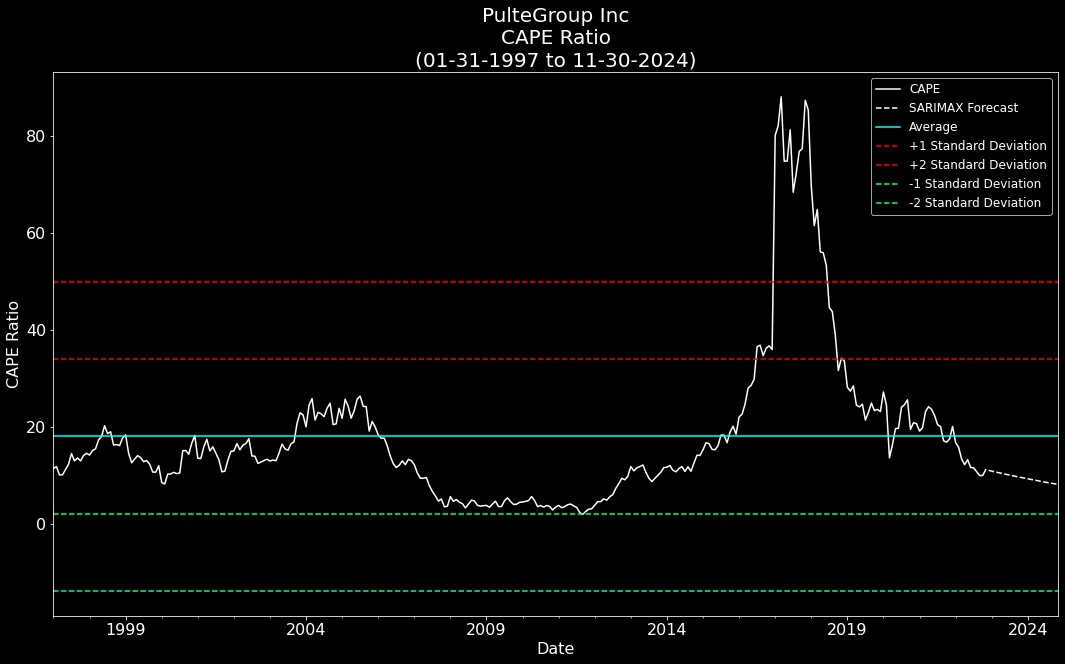 PulteGroup Inc
CAPE Ratio
(01-31-1997 to 11-30-2024)
CAPE
SARIMAX Forecast
Average
+1 Standard Deviation
+2 Standard Deviation
-1 Standard Deviation
-2 Standard Deviation
CAPE Ratio
80
60
40
20
0
1999 2004 2009 2014 2019 2024
Date